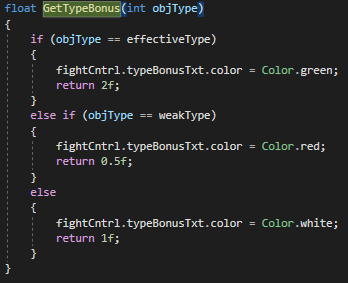 float GetTypeBonus(int objType)
{
    if (objType == effectiveType)
    {
        fightCntrl.typeBonusTxt.color = Color.green;
        return 2f;
    }
    else if (objType == weakType)
    {
        fightCntrl.typeBonusTxt.color = Color.red;
        return 0.5f;
    }
    else
    {
        fightCntrl.typeBonusTxt.color = Color.white;
        return 1f;
    }
}